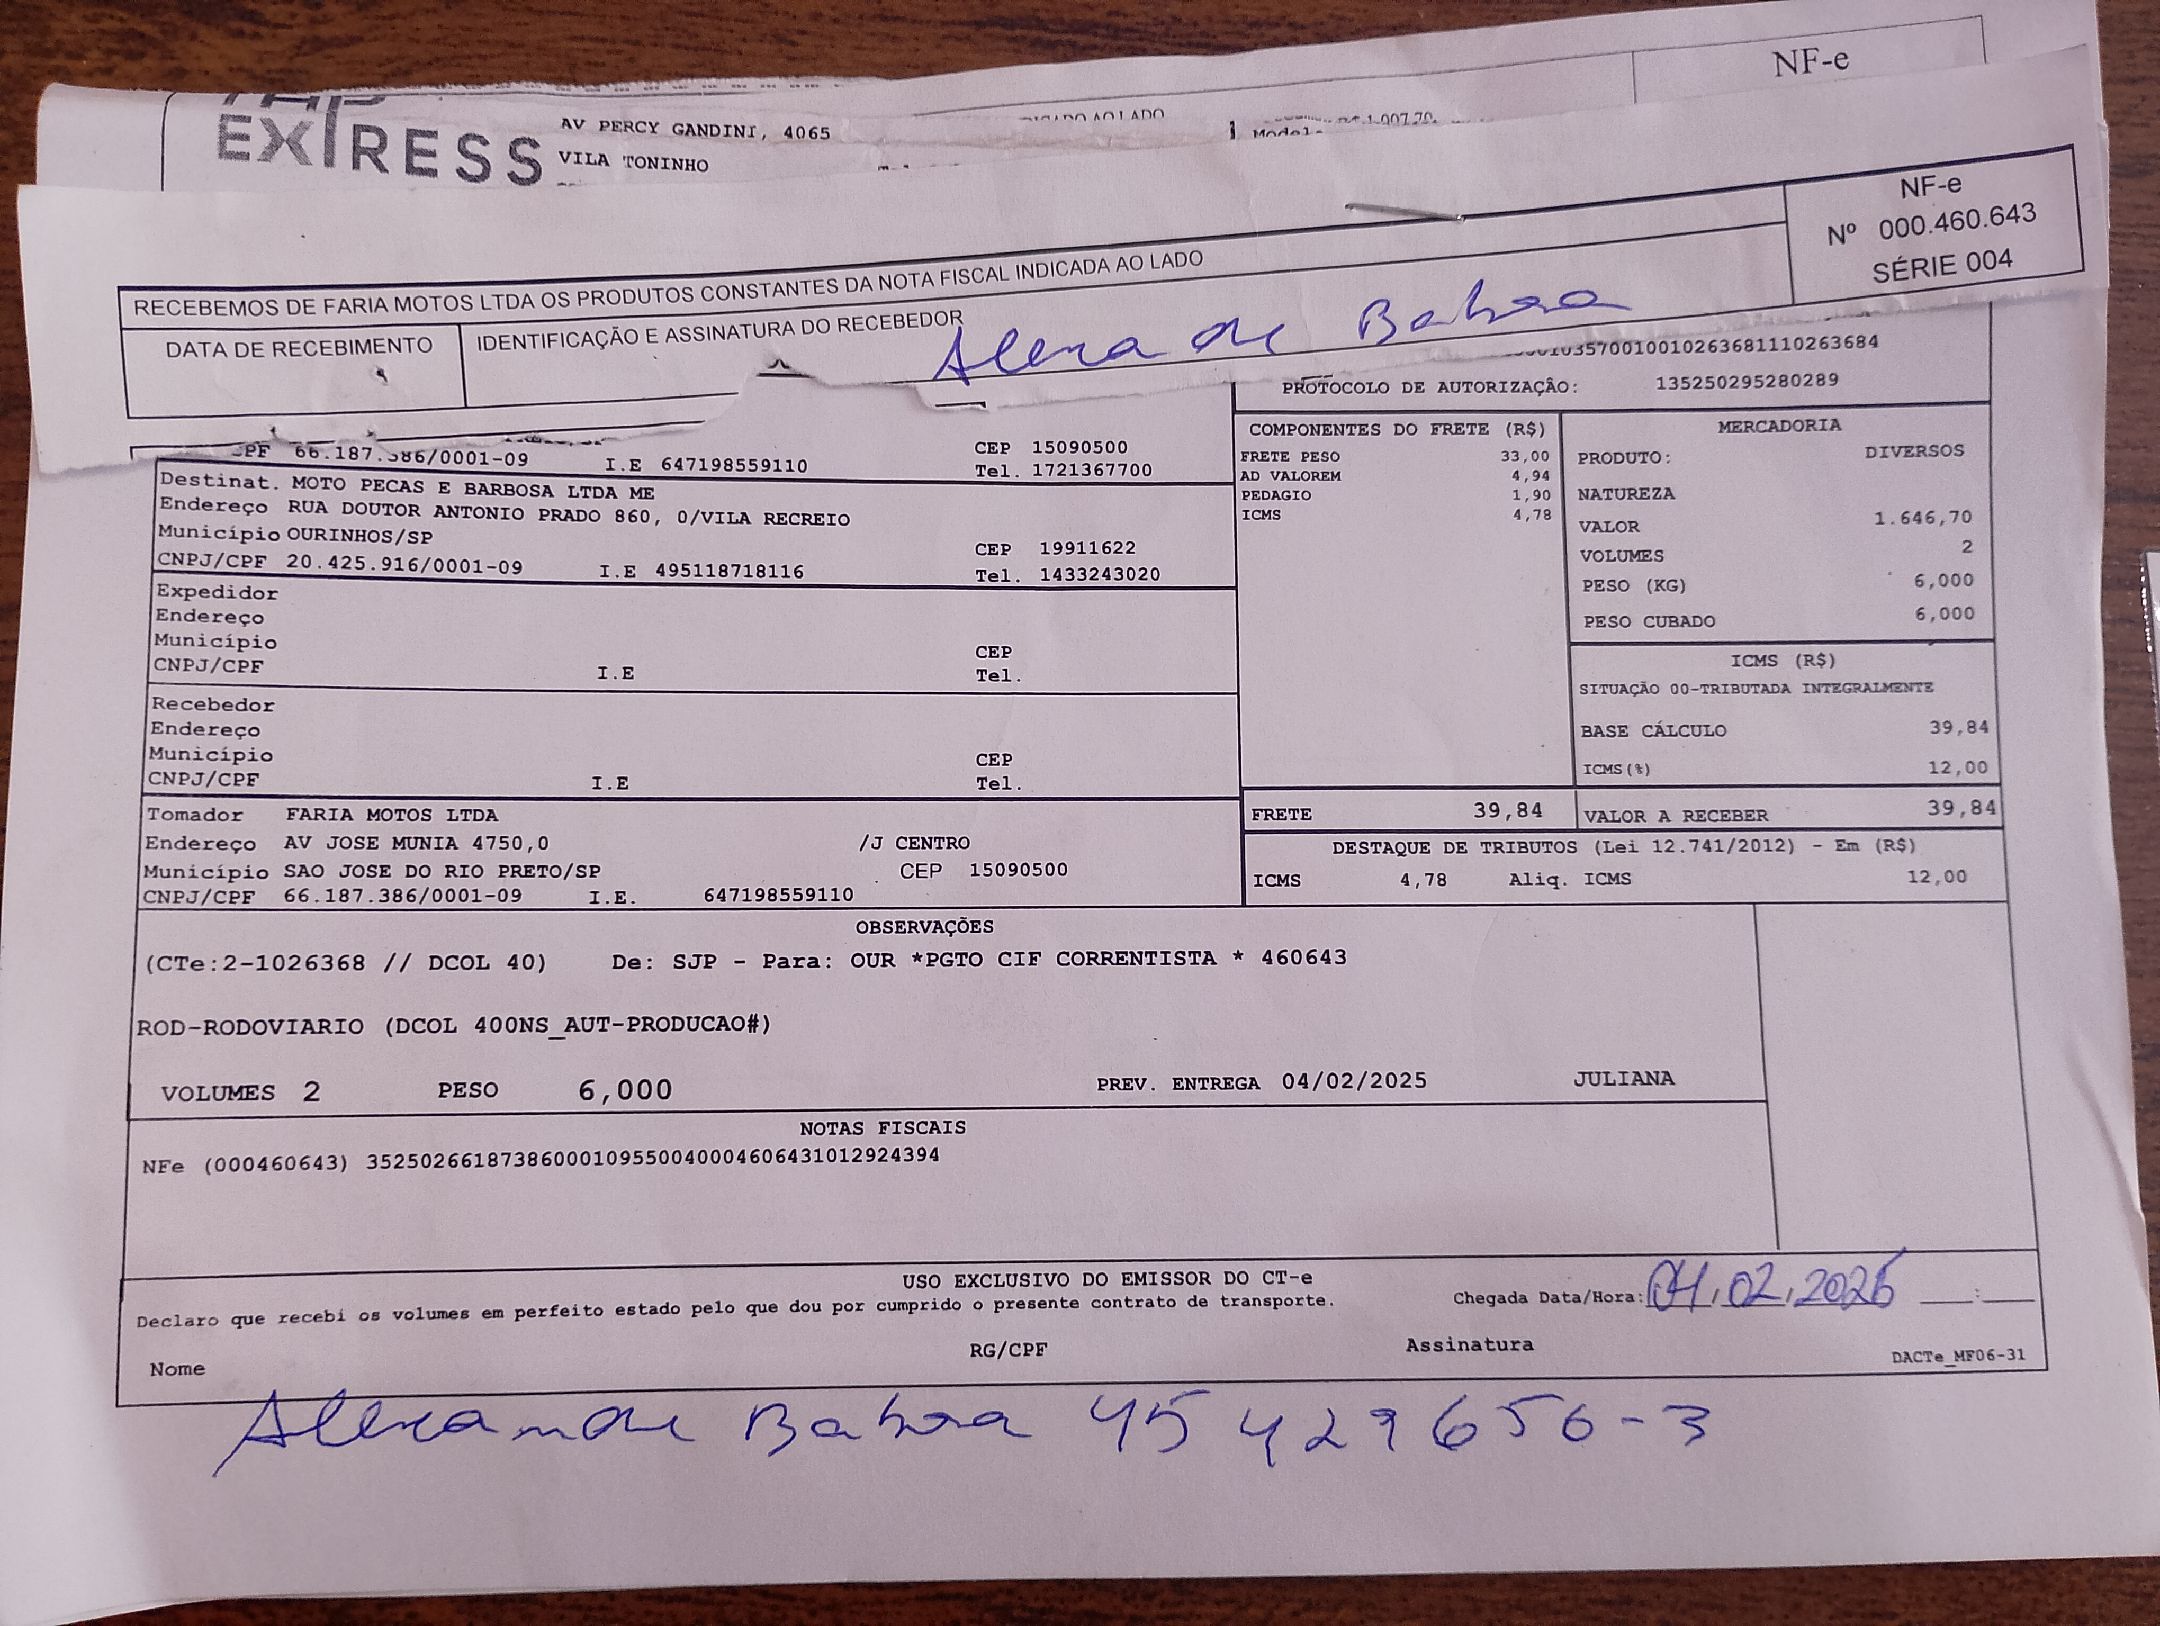 NF-e
EXPRESS AV PERCY GANDINI, 4065
VILA TONINHO
NF-e
Nº 000.460.643
SÉRIE 004
RECEBEMOS DE FARIA MOTOS LTDA OS PRODUTOS CONSTANTES DA NOTA FISCAL INDICADA AO LADO
DATA DE RECEBIMENTO IDENTIFICAÇÃO E ASSINATURA DO RECEBEDOR
PROTOCOLO DE AUTORIZAÇÃO: 135250295280289
66.187.386/0001-09 I.E 647198559110 CEP 15090500
Tel. 1721367700
Destinat. MOTO PECAS E BARBOSA LTDA ME
Endereço RUA DOUTOR ANTONIO PRADO 860, 0/VILA RECREIO
Município OURINHOS/SP CEP 19911622
CNPJ/CPF 20.425.916/0001-09 I.E 495118718116 Tel. 1433243020
Expedidor
Endereço
Município CEP
CNPJ/CPF I.E Tel.
Recebedor
Endereço
Município CEP
CNPJ/CPF I.E Tel.
Tomador FARIA MOTOS LTDA
Endereço AV JOSE MUNIA 4750,0 /J CENTRO
Município SAO JOSE DO RIO PRETO/SP CEP 15090500
CNPJ/CPF 66.187.386/0001-09 I.E. 647198559110
COMPONENTES DO FRETE (R$)
FRETE PESO 33,00
AD VALOREM 4,94
PEDAGIO 1,90
ICMS 4,78
MERCADORIA
PRODUTO: DIVERSOS
NATUREZA
VALOR 1.646,70
VOLUMES 2
PESO (KG) 6,000
PESO CUBADO 6,000
ICMS (R$)
SITUAÇÃO 00-TRIBUTADA INTEGRALMENTE
BASE CÁLCULO 39,84
ICMS(%) 12,00
FRETE 39,84 VALOR A RECEBER 39,84
DESTAQUE DE TRIBUTOS (Lei 12.741/2012) - Em (R$)
ICMS 4,78 Aliq. ICMS 12,00
OBSERVAÇÕES
(CTe:2-1026368 // DCOL 40) De: SJP - Para: OUR *PGTO CIF CORRENTISTA * 460643
ROD-RODOVIARIO (DCOL 400NS_AUT-PRODUCAO#)
VOLUMES 2 PESO 6,000 PREV. ENTREGA 04/02/2025 JULIANA
NOTAS FISCAIS
NFe (000460643) 35250266187386000109550040004606431012924394
USO EXCLUSIVO DO EMISSOR DO CT-e
Declaro que recebi os volumes em perfeito estado pelo que dou por cumprido o presente contrato de transporte. Chegada Data/Hora: 04.02.2025 ___:___
Nome RG/CPF Assinatura DACTe_MF06-31
45429656-3